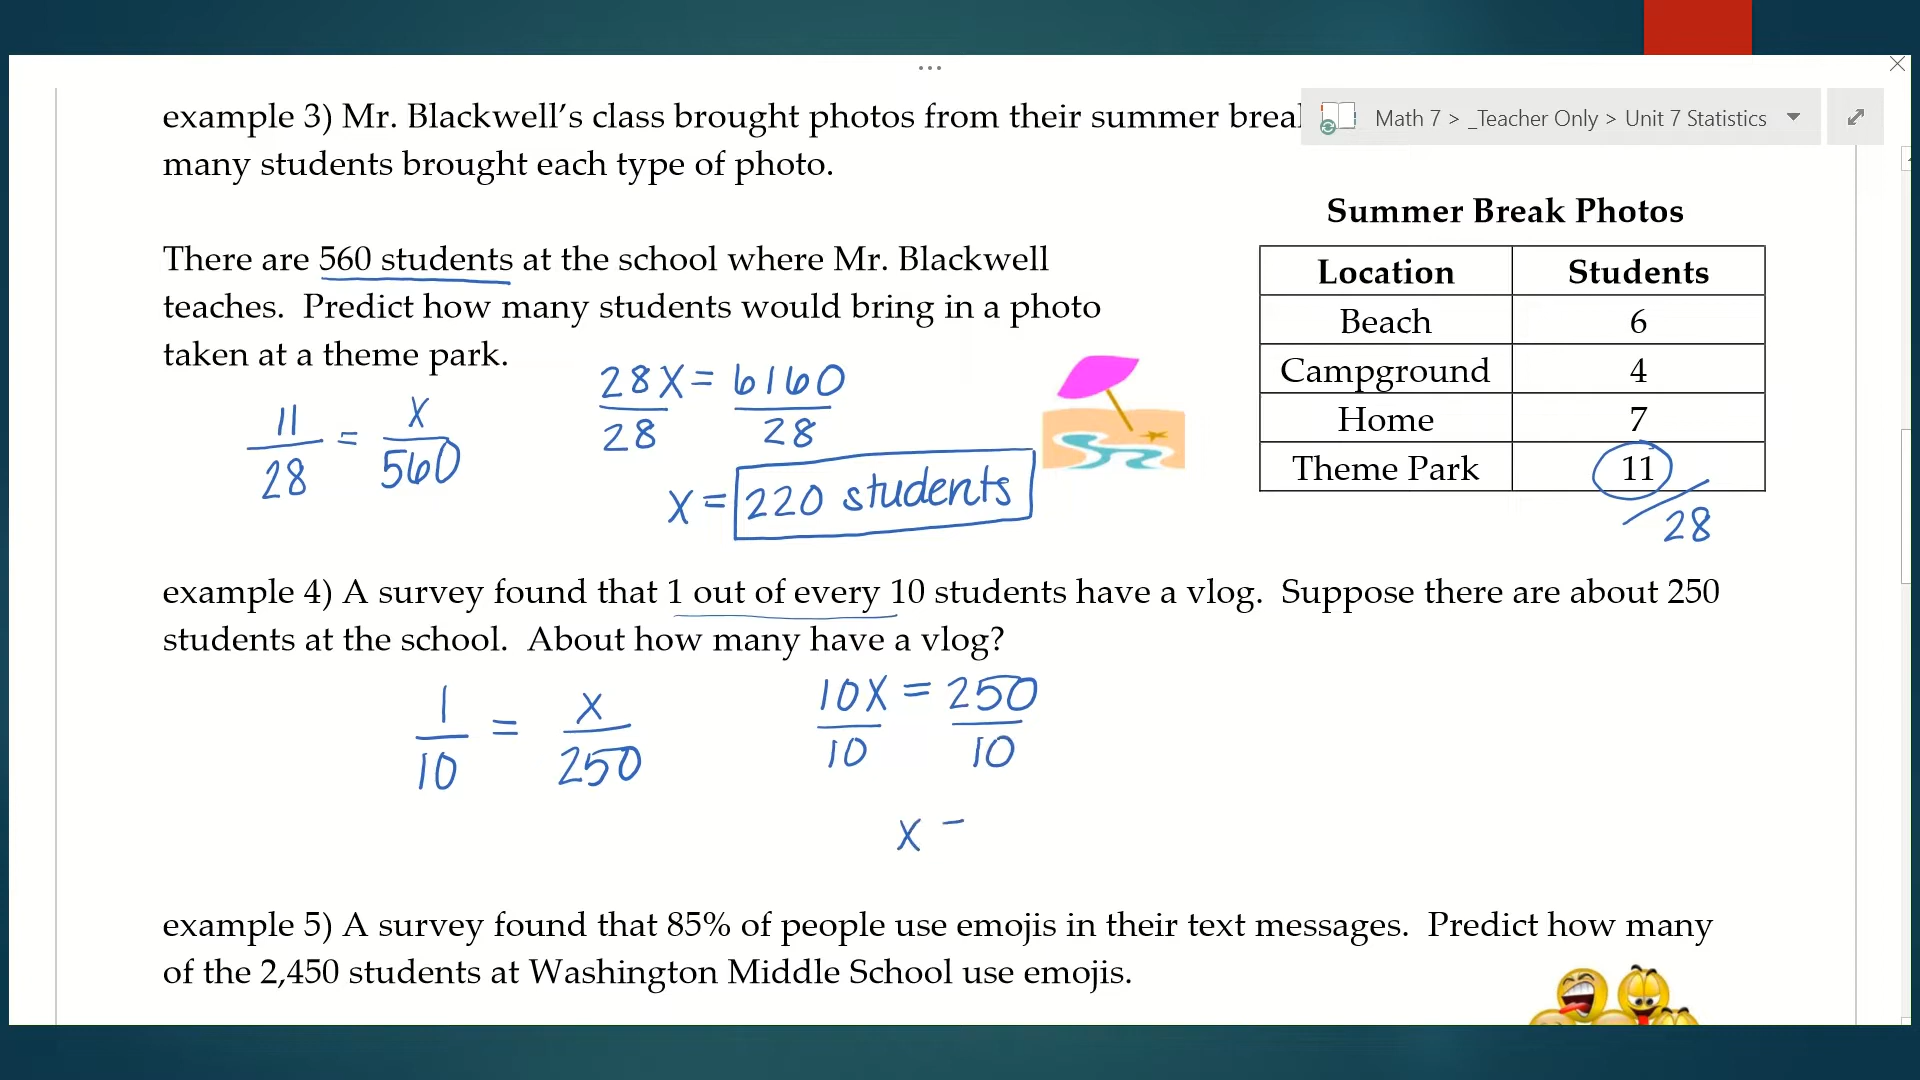 ...
example 3) Mr. Blackwell’s class brought photos from their summer break
Math 7 > _Teacher Only > Unit 7 Statistics
many students brought each type of photo.
Summer Break Photos
There are 560 students at the school where Mr. Blackwell
teaches. Predict how many students would bring in a photo
taken at a theme park.
Location Students
Beach 6
Campground 4
Home 7
Theme Park 11
/28
11/28 = x/560
28x/28 = 6160/28
x = 220 students
example 4) A survey found that 1 out of every 10 students have a vlog. Suppose there are about 250
students at the school. About how many have a vlog?
1/10 = x/250
10x/10 = 250/10
x -
example 5) A survey found that 85% of people use emojis in their text messages. Predict how many
of the 2,450 students at Washington Middle School use emojis.